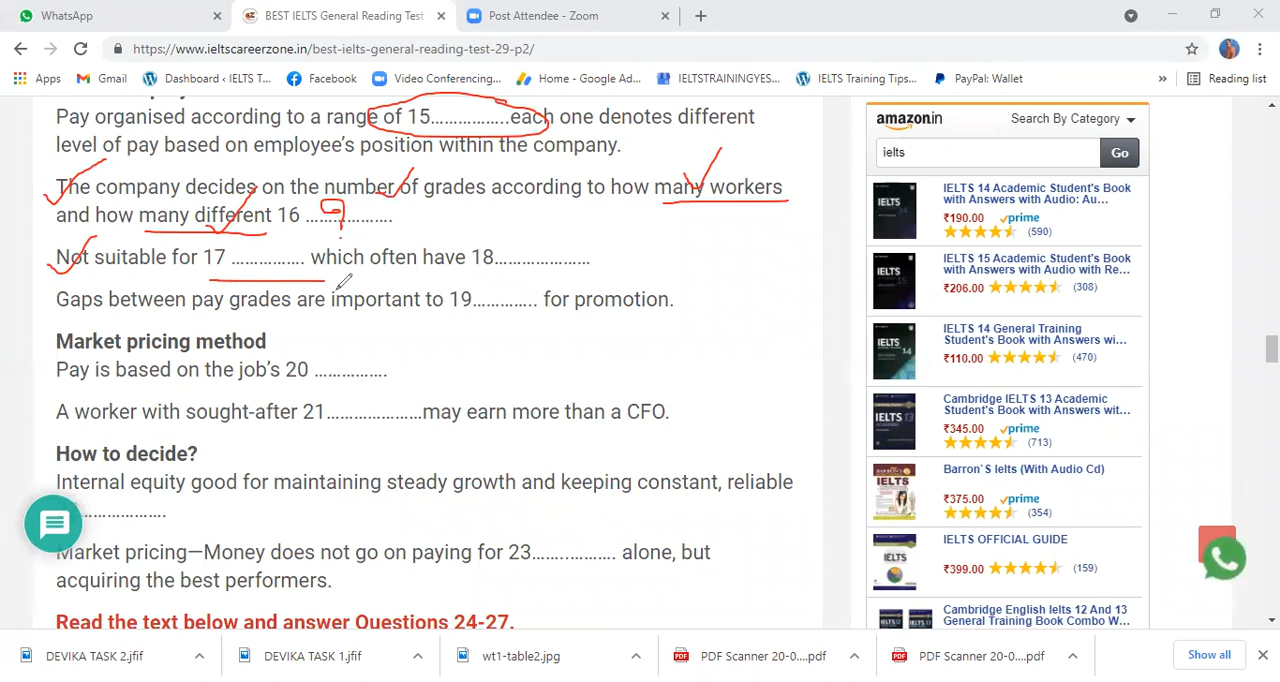 WhatsApp
BEST IELTS General Reading Test
Post Attendee - Zoom
https://www.ieltscareerzone.in/best-ielts-general-reading-test-29-p2/
Apps
Gmail
Dashboard ‹ IELTS T...
Facebook
Video Conferencing...
Home - Google Ad...
IELTSTRAININGYES...
IELTS Training Tips...
PayPal: Wallet
»
Reading list
Pay organised according to a range of 15……………..each one denotes different
level of pay based on employee's position within the company.
The company decides on the number of grades according to how many workers
and how many different 16 ……………….
?
Not suitable for 17 ……………. which often have 18…………………
Gaps between pay grades are important to 19………….. for promotion.
Market pricing method
Pay is based on the job's 20 …………….
A worker with sought-after 21…………………may earn more than a CFO.
How to decide?
Internal equity good for maintaining steady growth and keeping constant, reliable
……………….
Market pricing—Money does not go on paying for 23……..………. alone, but
acquiring the best performers.
Read the text below and answer Questions 24-27.
amazon.in
Search By Category
ielts
Go
IELTS 14 Academic
Student's Book with
Answers with Audio: Au...
₹190.00 prime
(590)
IELTS 15 Academic
Student's Book with
Answers with Audio with Re...
₹206.00
(308)
IELTS 14 General Training
Student's Book with
Answers wi...
₹110.00
(470)
Cambridge IELTS 13 Academic
Student's Book with
Answers wit...
₹345.00 prime
(713)
Barron`S Ielts (With Audio Cd)
₹375.00 prime
(354)
IELTS OFFICIAL GUIDE
₹399.00
(159)
Cambridge English Ielts 12 And 13
General Training Book Combo W...
DEVIKA TASK 2.jfif
DEVIKA TASK 1.jfif
wt1-table2.jpg
PDF Scanner 20-0....pdf
PDF Scanner 20-0....pdf
Show all